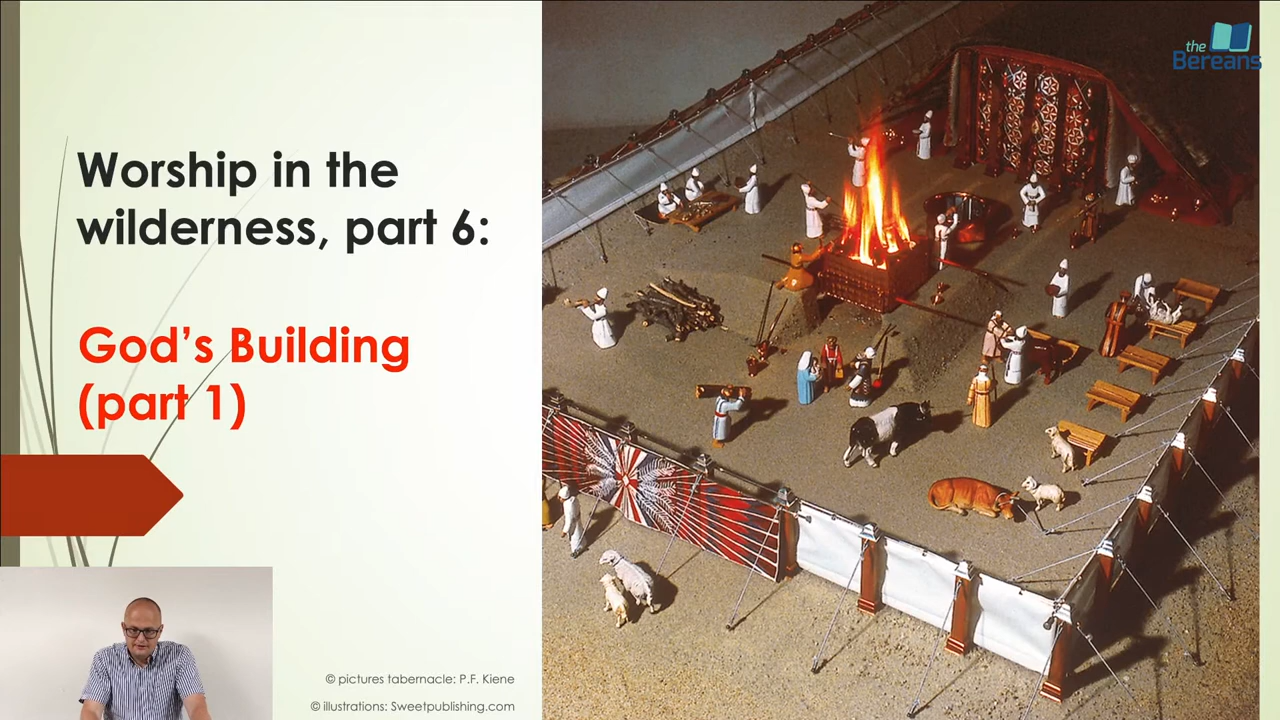 Worship in the
wilderness, part 6:
God's Building
(part 1)
the
Bereans
© pictures tabernacle: P.F. Kiene
© illustrations: Sweetpublishing.com